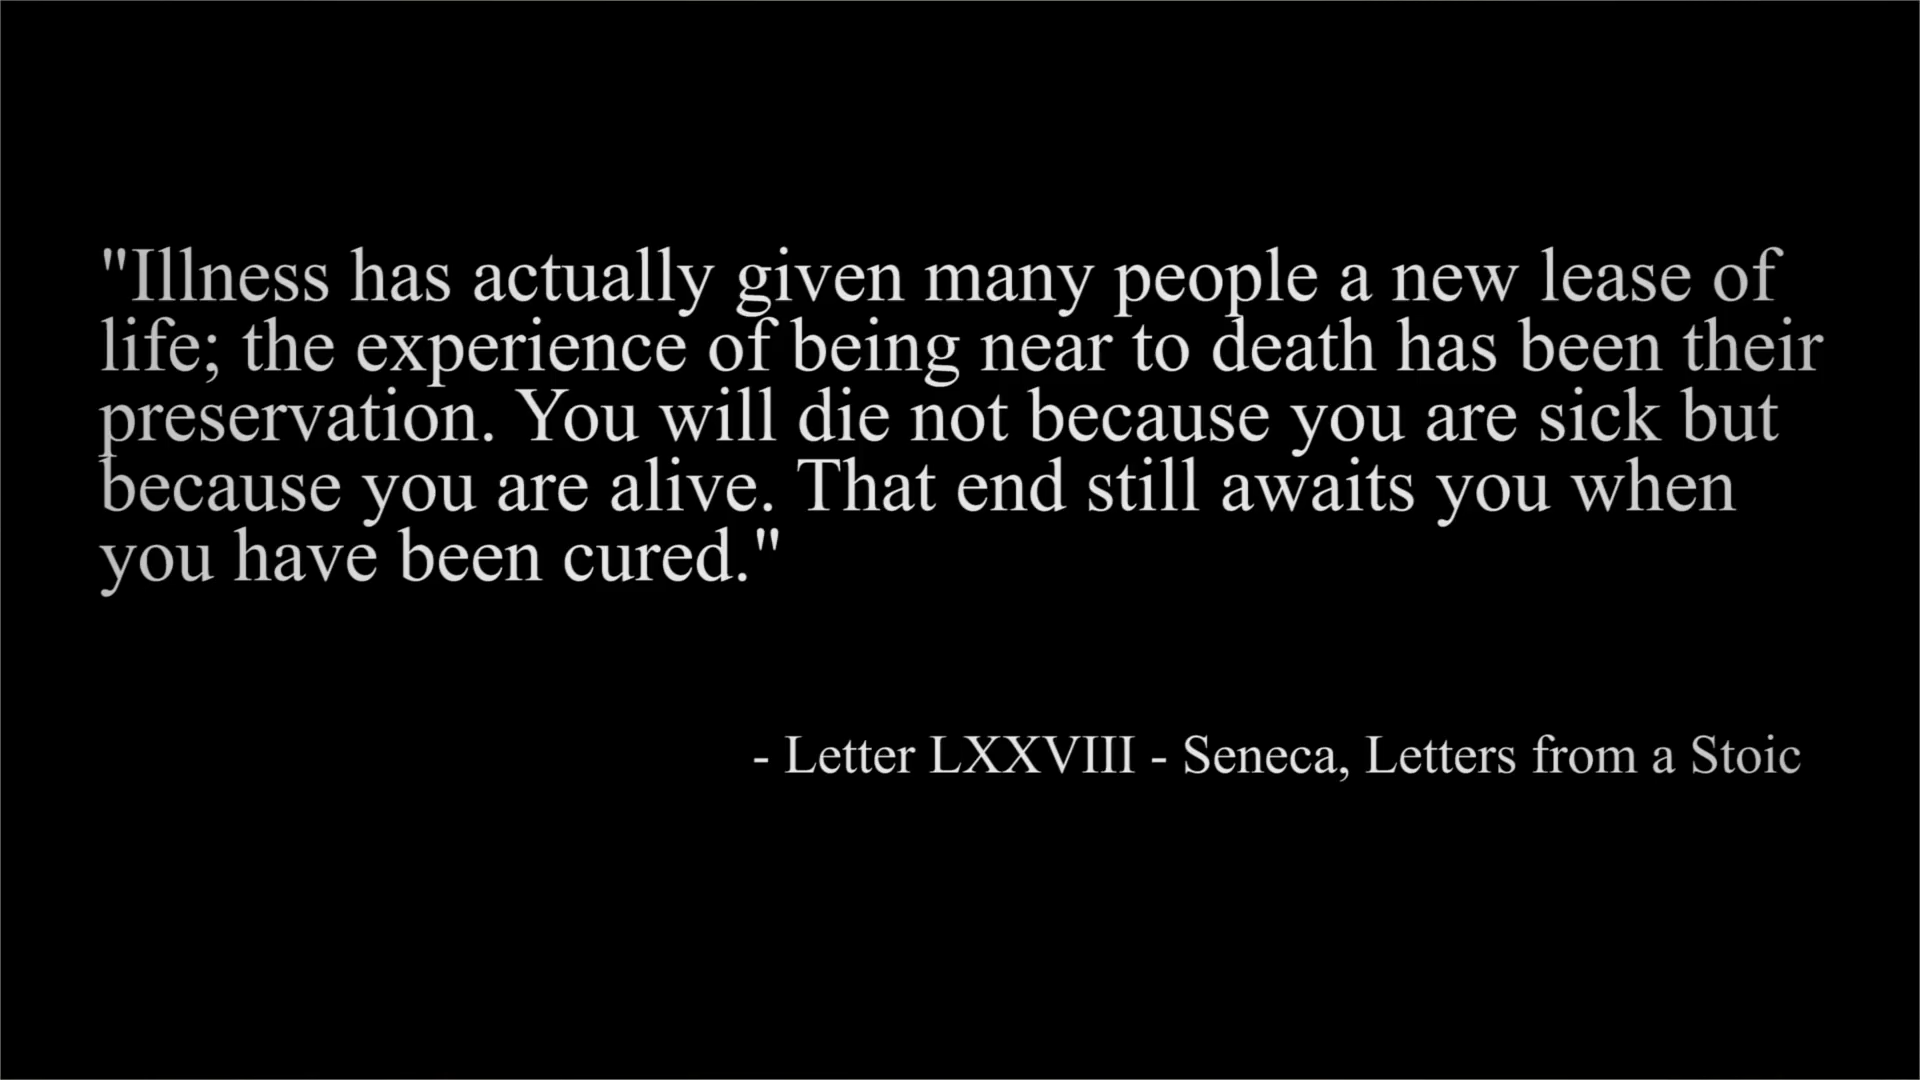 "Illness has actually given many people a new lease of
life; the experience of being near to death has been their
preservation. You will die not because you are sick but
because you are alive. That end still awaits you when
you have been cured."
- Letter LXXVIII - Seneca, Letters from a Stoic